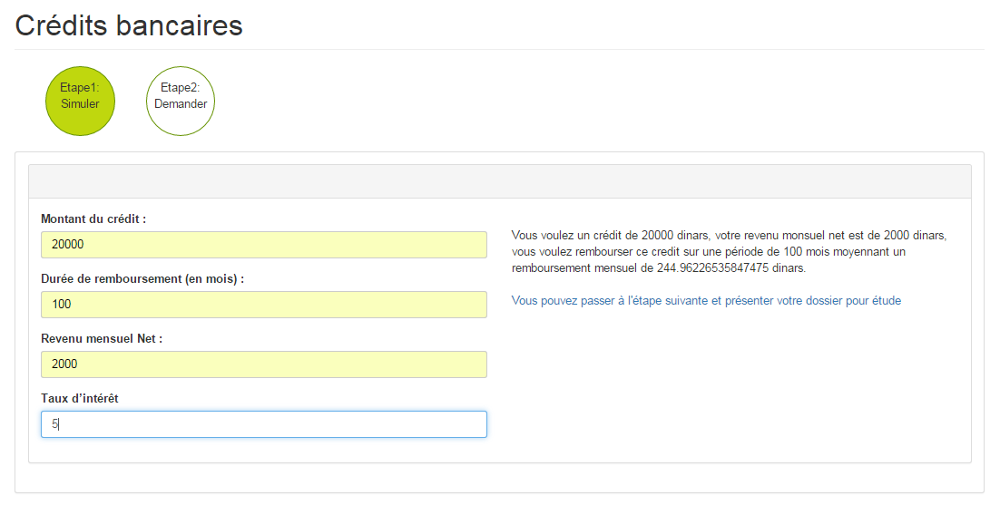 Crédits bancaires
Etape1:
Simuler
Etape2:
Demander
Montant du crédit :
20000
Durée de remboursement (en mois) :
100
Revenu mensuel Net :
2000
Taux d'intérêt
5
Vous voulez un crédit de 20000 dinars, votre revenu monsuel net est de 2000 dinars,
vous voulez rembourser ce credit sur une période de 100 mois moyennant un
remboursement mensuel de 244.96226535847475 dinars.
Vous pouvez passer à l'étape suivante et présenter votre dossier pour étude